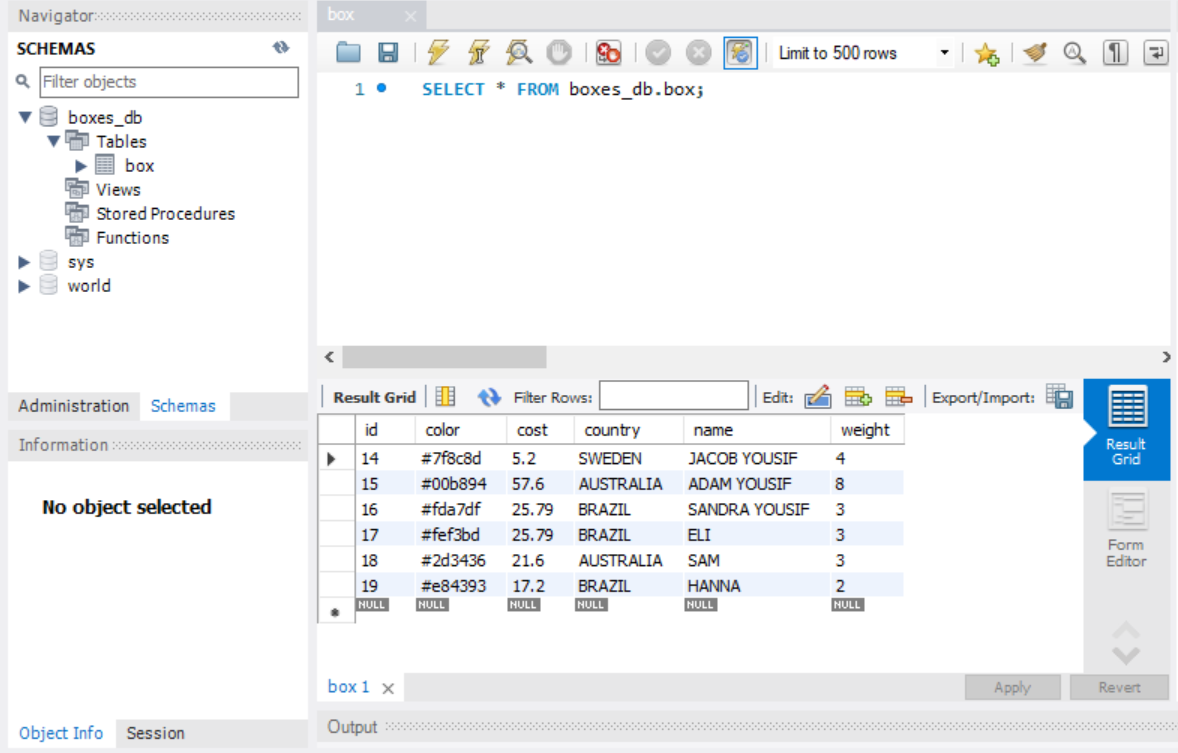 Navigator
SCHEMAS
Filter objects
boxes_db
Tables
box
Views
Stored Procedures
Functions
sys
world
Administration Schemas
Information
No object selected
Object Info Session
box
Limit to 500 rows
1 SELECT * FROM boxes_db.box;
Result Grid Filter Rows: Edit: Export/Import:
id color cost country name weight
14 #7f8c8d 5.2 SWEDEN JACOB YOUSIF 4
15 #00b894 57.6 AUSTRALIA ADAM YOUSIF 8
16 #fda7df 25.79 BRAZIL SANDRA YOUSIF 3
17 #fef3bd 25.79 BRAZIL ELI 3
18 #2d3436 21.6 AUSTRALIA SAM 3
19 #e84393 17.2 BRAZIL HANNA 2
NULL NULL NULL NULL NULL NULL
Result
Grid
Form
Editor
box 1
Apply Revert
Output